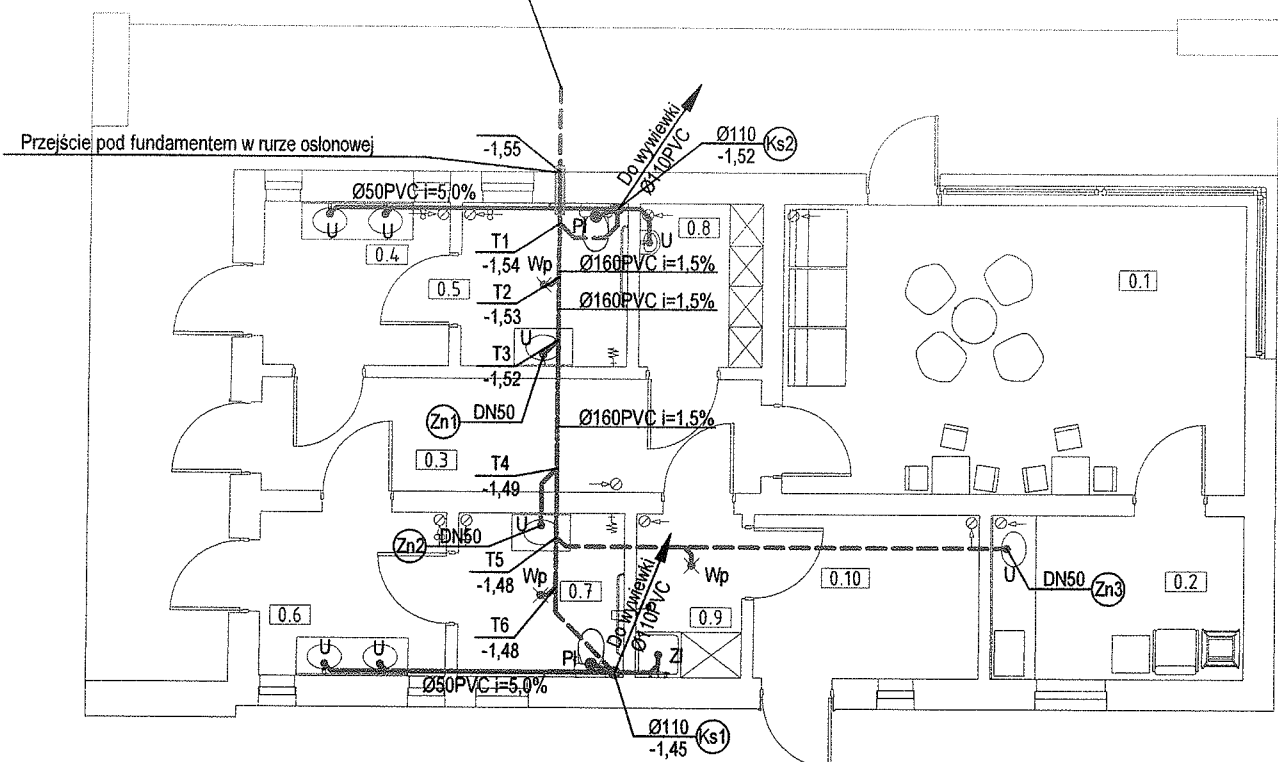 Przejście pod fundamentem w rurze osłonowej
-1,55
Do wywiewki
Ø110PVC
Ø110
-1,52
Ks2
Ø50PVC i=5,0%
U
U
0.4
0.5
Pl
U
0.8
0.1
T1
-1,54
Wp
Ø160PVC i=1,5%
T2
-1,53
Ø160PVC i=1,5%
U
T3
-1,52
Zn1
DN50
Ø160PVC i=1,5%
0.3
T4
-1,49
U
Zn2
DN50
T5
-1,48
Wp
0.7
Do wywiewki
Ø110PVC
Wp
0.9
0.10
U
DN50
Zn3
0.2
0.6
T6
-1,48
U
U
Pl
Zl
Ø50PVC i=5,0%
Ø110
-1,45
Ks1